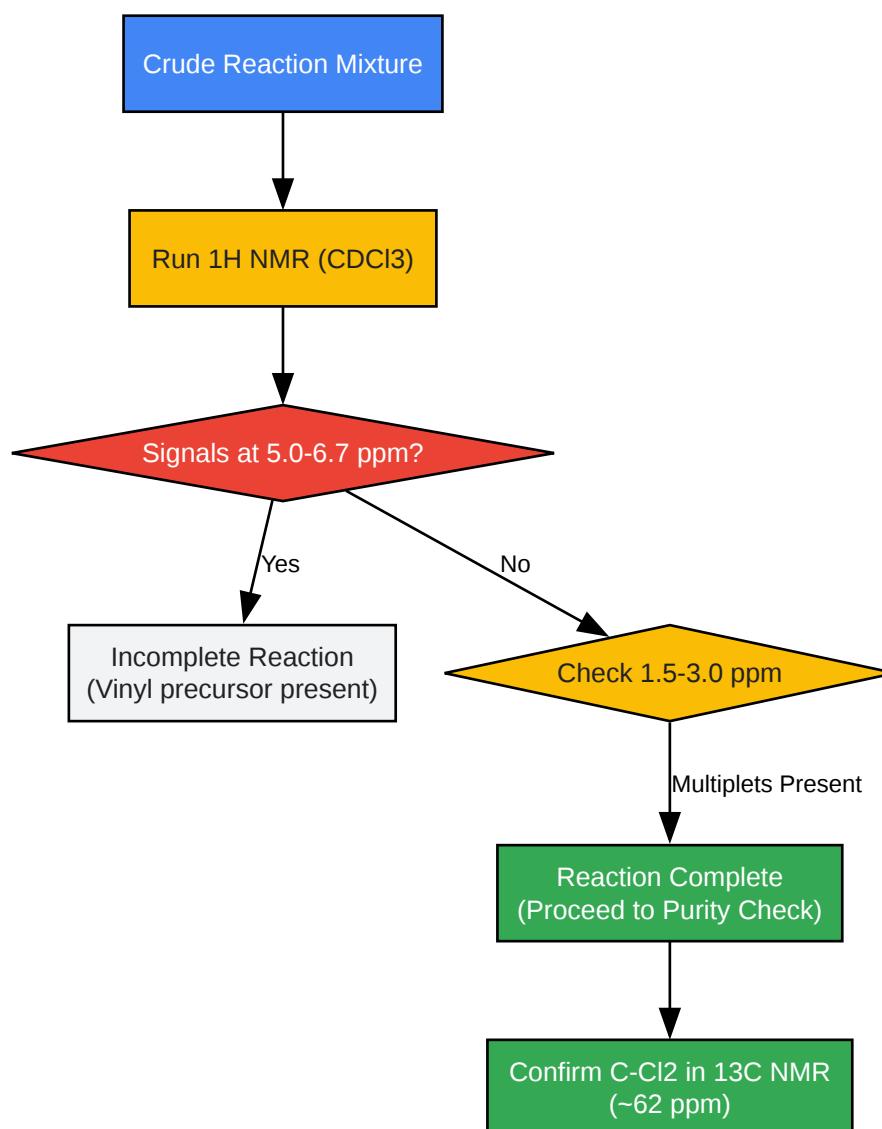 Crude Reaction Mixture
Run 1H NMR (CDCl3)
Signals at 5.0-6.7 ppm?
Yes
No
Incomplete Reaction
(Vinyl precursor present)
Check 1.5-3.0 ppm
Multiplets Present
Reaction Complete
(Proceed to Purity Check)
Confirm C-Cl2 in 13C NMR
(~62 ppm)